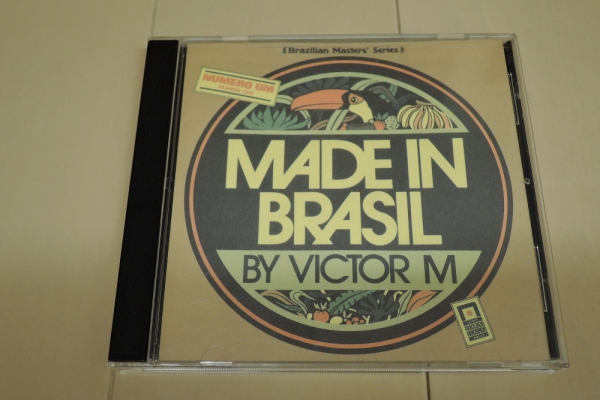 (Brazilian Masters' Series)
NUMERO UM
MADE IN
BRASIL
BY VICTOR M